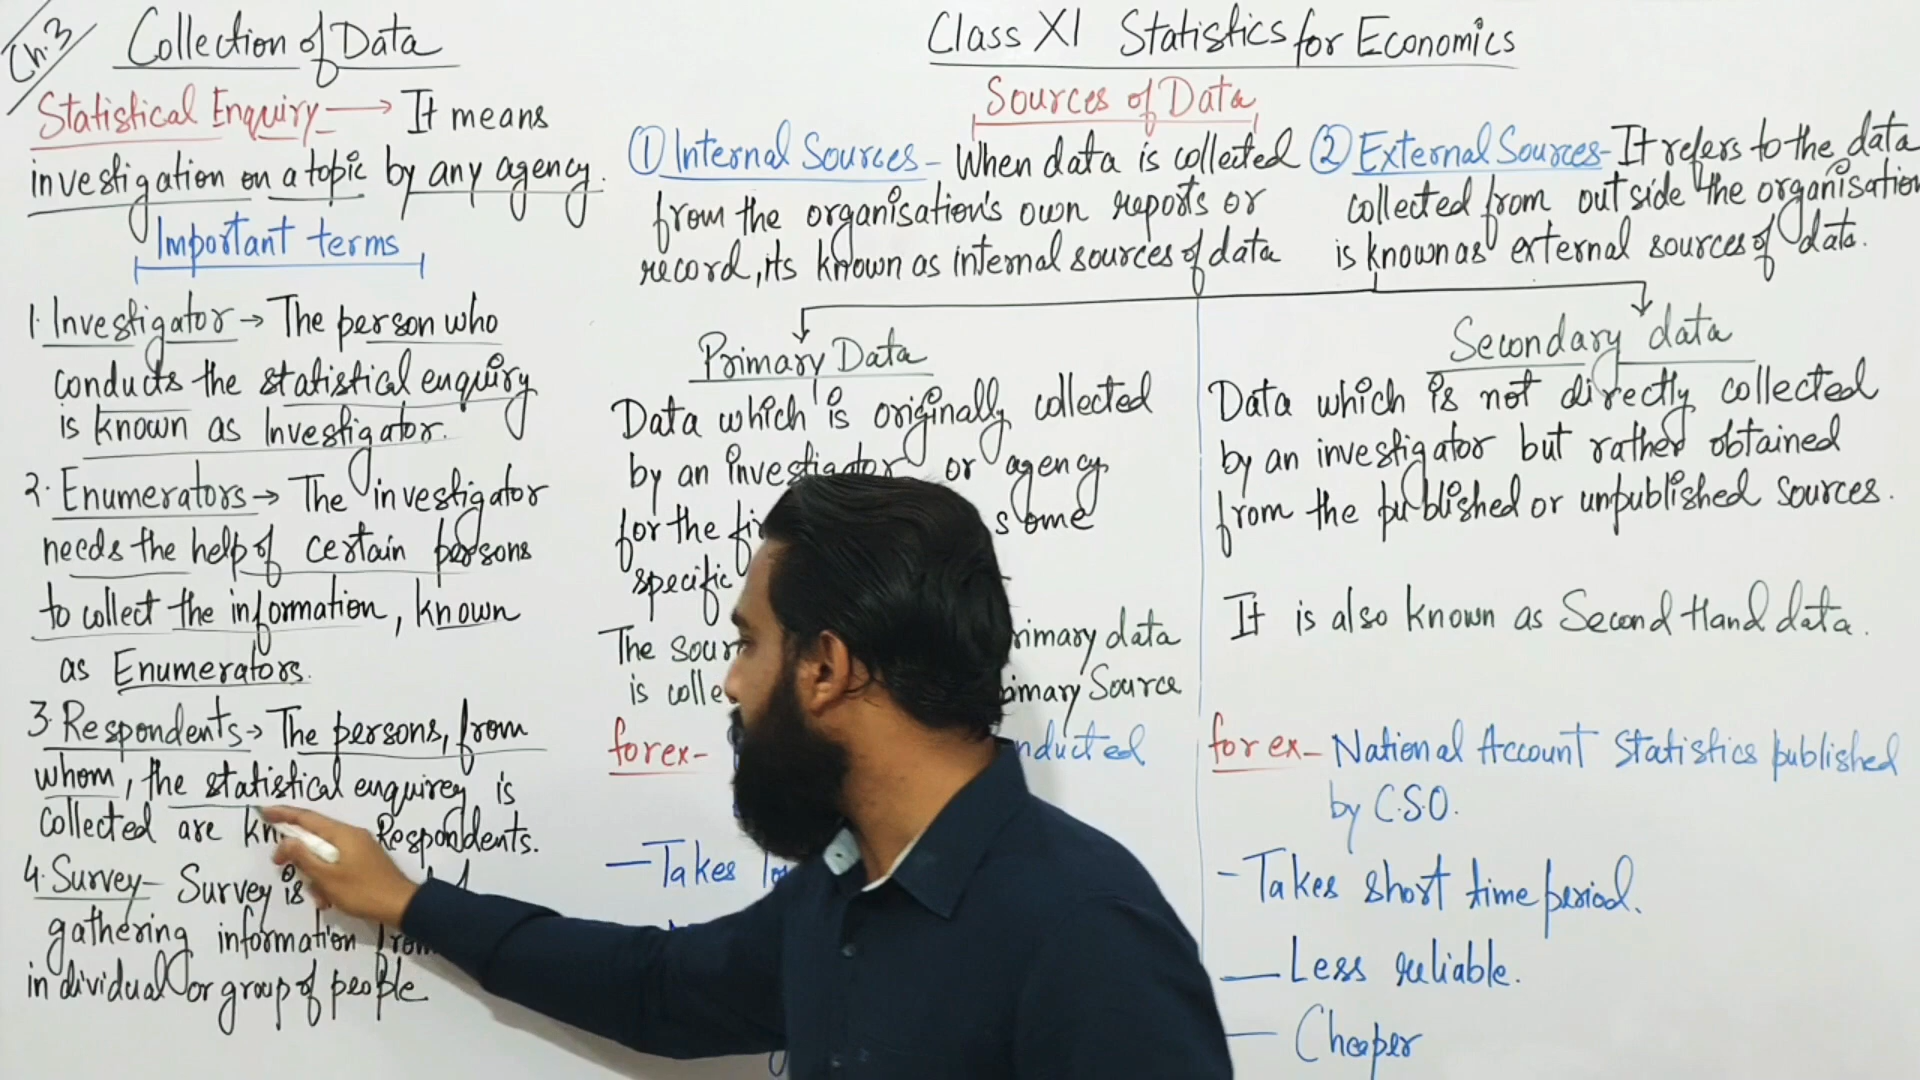 Ch.3
Collection of Data
Statistical Enquiry → It means
investigation on a topic by any agency.
Important terms
1. Investigator → The person who
conducts the statistical enquiry
is known as Investigator.
2. Enumerators → The investigator
needs the help of certain persons
to collect the information, known
as Enumerators.
3. Respondents → The persons, from
whom, the statistical enquirey is
collected are Respondents.
4. Survey – Survey is
gathering information from
individual or group of people
Class XI Statistics for Economics
Sources of Data
① Internal Sources – When data is collected
from the organisation's own reports or
record, its known as internal sources of data
② External Sources – It refers to the data
collected from outside the organisation
is known as external sources of data.
Primary Data
Data which is originally collected
by an investigator or agency
for the some
specific
The primary data
is Primary Source
for ex –
– Takes
Secondary data
Data which is not directly collected
by an investigator but rather obtained
from the published or unpublished sources.
It is also known as Second Hand data.
for ex – National Account Statistics published
by C.S.O.
– Takes short time period.
– Less reliable.
– Cheaper